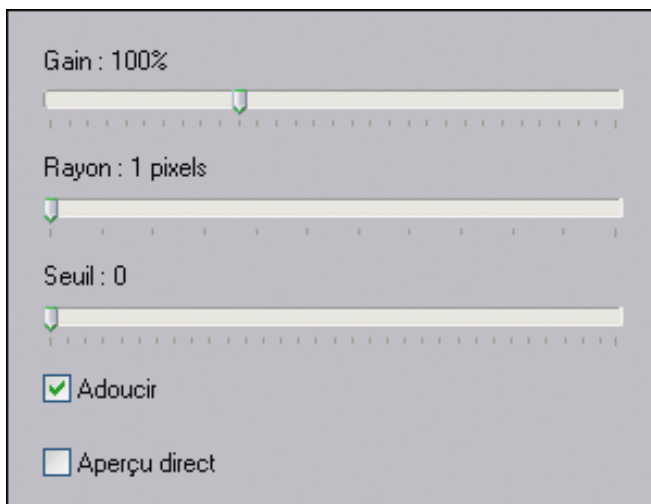 Gain : 100%
Rayon : 1 pixels
Seuil : 0
Adoucir
Aperçu direct